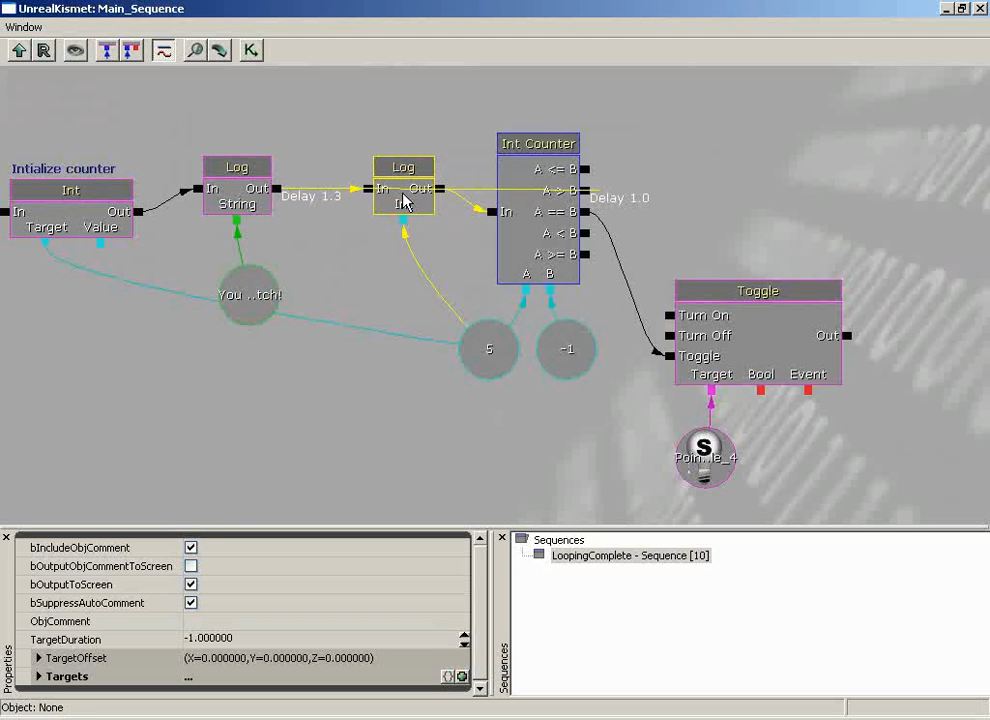 UnrealKismet: Main_Sequence
Window
Intialize counter
Int
In
Out
Target
Value
Log
In
Out
String
Delay 1.3
You ..tch!
Log
In
Out
Int Counter
A <= B
A > B
In
A == B
A < B
A >= B
A
B
Delay 1.0
5
-1
Toggle
Turn On
Turn Off
Out
Toggle
Target
Bool
Event
S
Poin..le_4
bIncludeObjComment
bOutputObjCommentToScreen
bOutputToScreen
bSuppressAutoComment
ObjComment
TargetDuration
-1.000000
TargetOffset
(X=0.000000,Y=0.000000,Z=0.000000)
Targets
...
Properties
Sequences
Sequences
LoopingComplete - Sequence [10]
Object: None